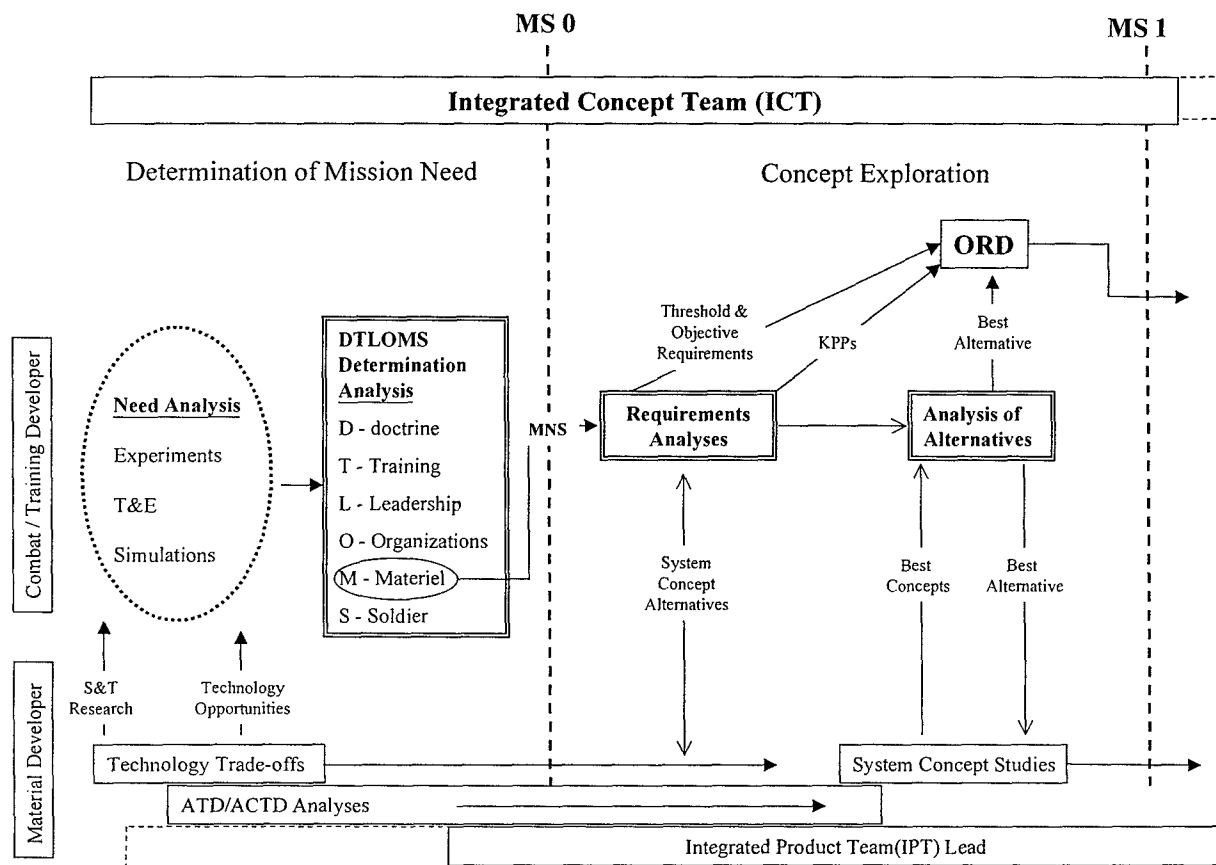 MS 0
MS 1
Integrated Concept Team (ICT)
Determination of Mission Need
Concept Exploration
ORD
Threshold &
Objective
Requirements
KPPs
Best
Alternative
Combat / Training Developer
Need Analysis
Experiments
T&E
Simulations
DTLOMS
Determination
Analysis
D - doctrine
T - Training
L - Leadership
O - Organizations
M - Materiel
S - Soldier
MNS
Requirements
Analyses
Analysis of
Alternatives
System
Concept
Alternatives
Best
Concepts
Best
Alternative
Material Developer
S&T
Research
Technology
Opportunities
Technology Trade-offs
System Concept Studies
ATD/ACTD Analyses
Integrated Product Team(IPT) Lead